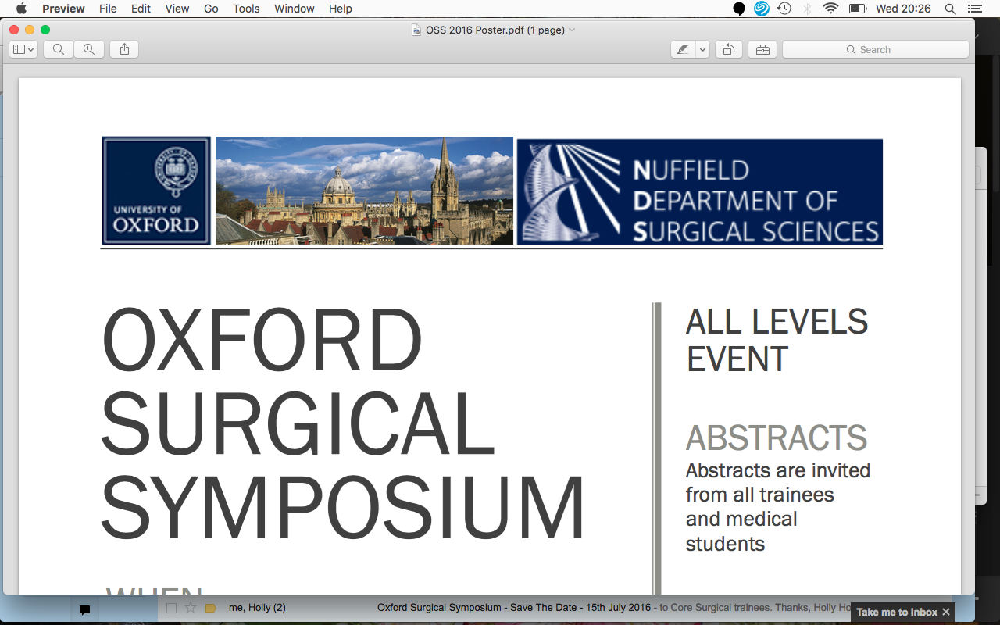 Preview File Edit View Go Tools Window Help Wed 20:26
OSS 2016 Poster.pdf (1 page)
Search
UNIVERSITY OF
OXFORD
NUFFIELD
DEPARTMENT OF
SURGICAL SCIENCES
OXFORD
SURGICAL
SYMPOSIUM
ALL LEVELS
EVENT
ABSTRACTS
Abstracts are invited
from all trainees
and medical
students
WHEN
me, Holly (2) Oxford Surgical Symposium - Save The Date - 15th July 2016 - to Core Surgical trainees. Thanks, Holly
Take me to Inbox ✕